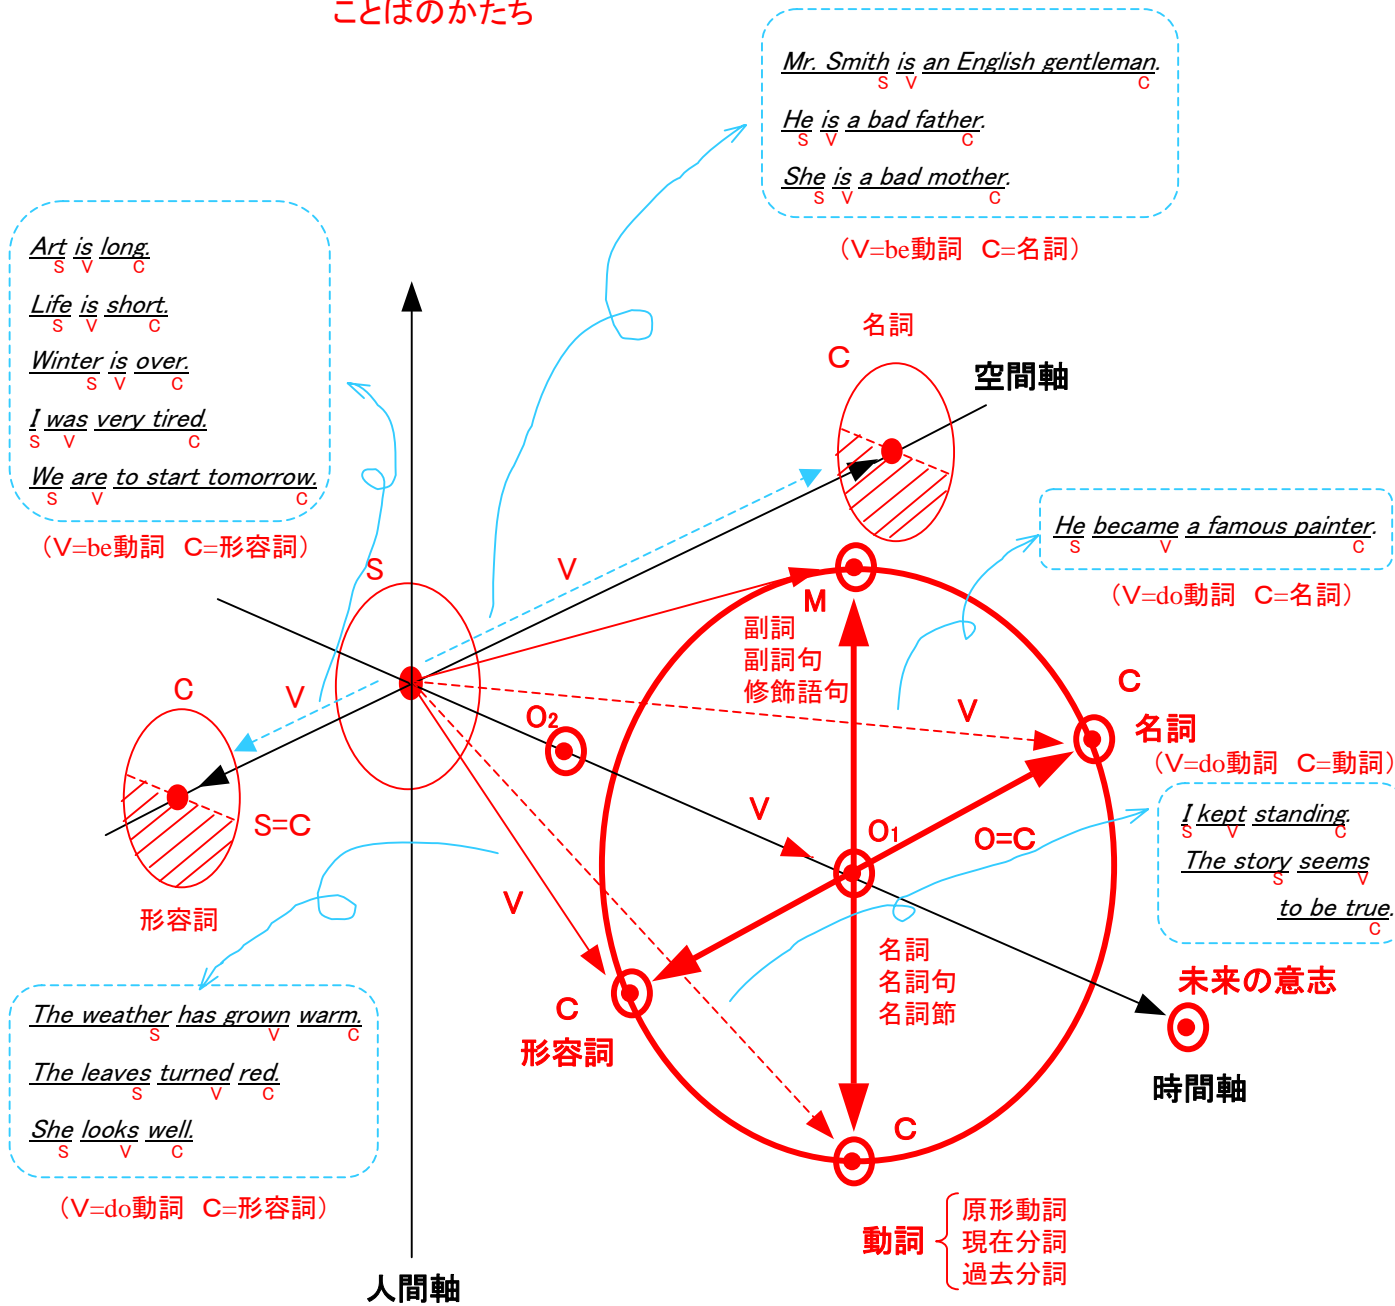 ことばのかたち
Mr. Smith is an English gentleman.
S V C
He is a bad father.
S V C
She is a bad mother.
S V C
(V=be動詞 C=名詞)
Art is long.
S V C
Life is short.
S V C
Winter is over.
S V C
I was very tired.
S V C
We are to start tomorrow.
S V C
(V=be動詞 C=形容詞)
名詞
C
空間軸
He became a famous painter.
S V C
(V=do動詞 C=名詞)
S
V
M
副詞
副詞句
修飾語句
C
名詞
V
(V=do動詞 C=動詞)
I kept standing.
S V C
The story seems
S V
to be true.
C
C
V
O2
S=C
形容詞
V
O1
O=C
V
名詞
名詞句
名詞節
未来の意志
時間軸
C
形容詞
The weather has grown warm.
S V C
The leaves turned red.
S V C
She looks well.
S V C
(V=do動詞 C=形容詞)
C
動詞
原形動詞
現在分詞
過去分詞
人間軸